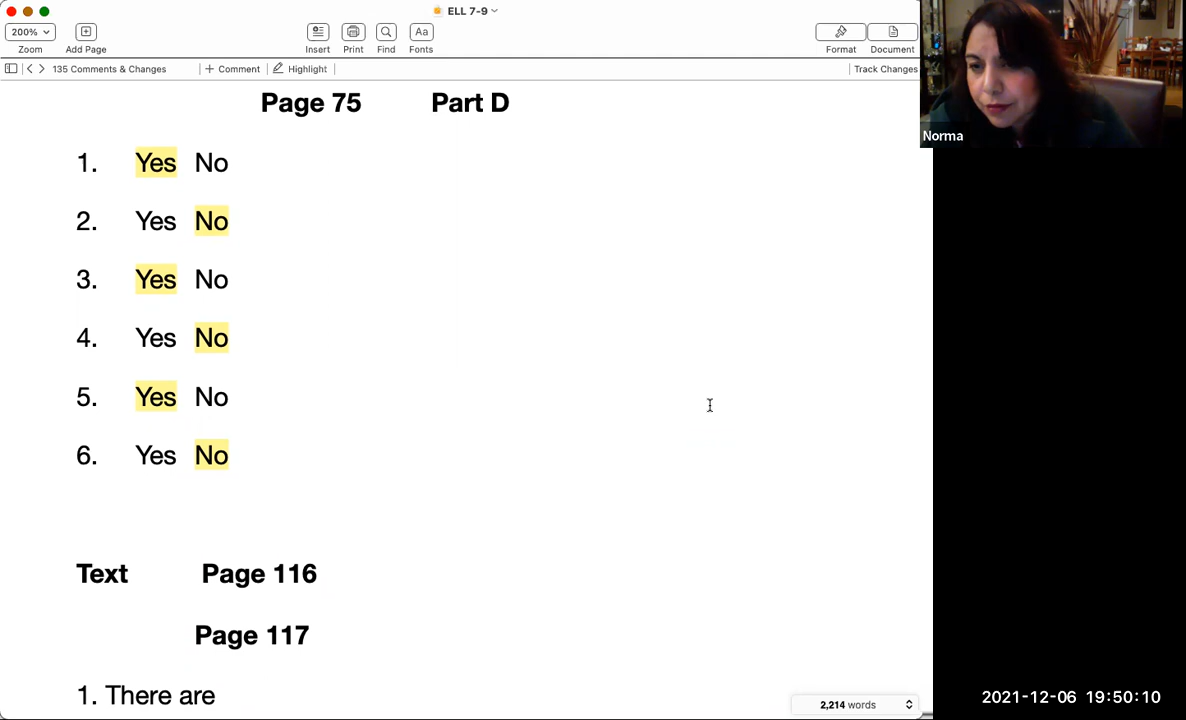 ELL 7-9
200%
Zoom
Add Page
Insert
Print
Find
Aa
Fonts
Format
Document
135 Comments & Changes
+ Comment
Highlight
Track Changes
Norma
Page 75 Part D
1. Yes No
2. Yes No
3. Yes No
4. Yes No
5. Yes No
6. Yes No
Text Page 116
Page 117
1. There are
2,214 words
2021-12-06 19:50:10